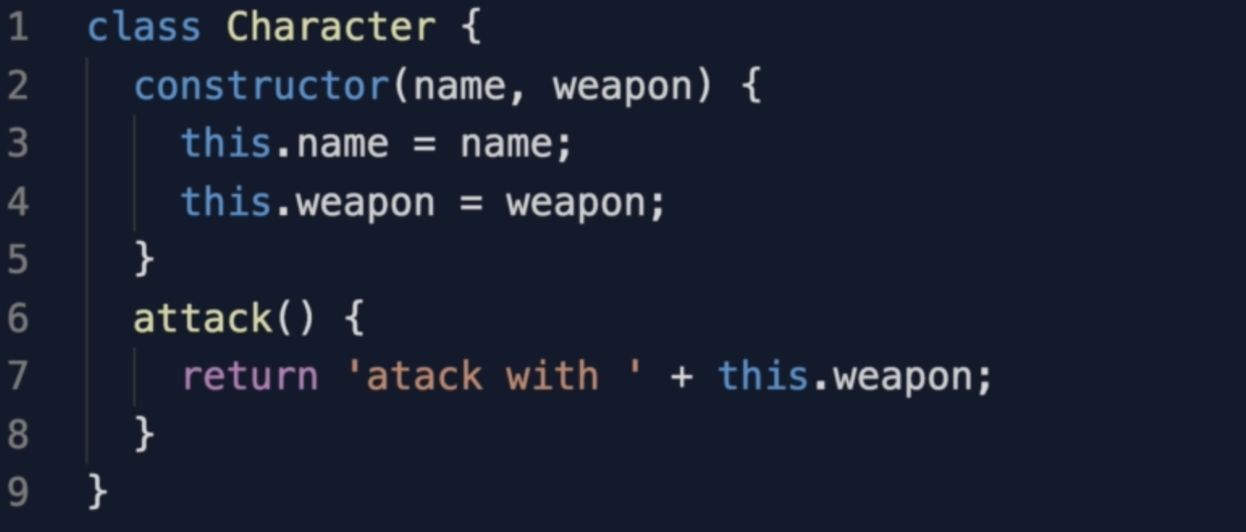 1 class Character {
2   constructor(name, weapon) {
3     this.name = name;
4     this.weapon = weapon;
5   }
6   attack() {
7     return 'atack with ' + this.weapon;
8   }
9 }